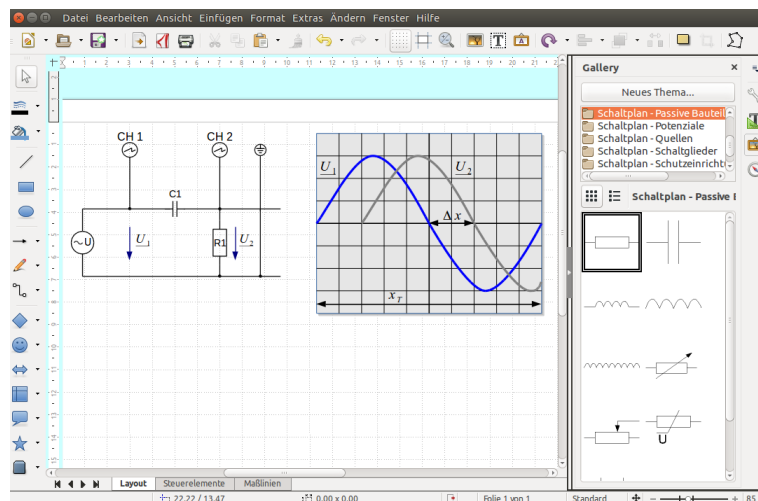 Datei Bearbeiten Ansicht Einfügen Format Extras Ändern Fenster Hilfe
Gallery
Neues Thema...
Schaltplan - Passive Bauteil
Schaltplan - Potenziale
Schaltplan - Quellen
Schaltplan - Schaltglieder
Schaltplan - Schutzeinricht
Schaltplan - Passive B
CH 1
CH 2
C1
~U
U1
R1
U2
U1
U2
Δ x
xT
U
Layout Steuerelemente Maßlinien
22.22 / 13.47 0.00 x 0.00 Folie 1 von 1 Standard 85